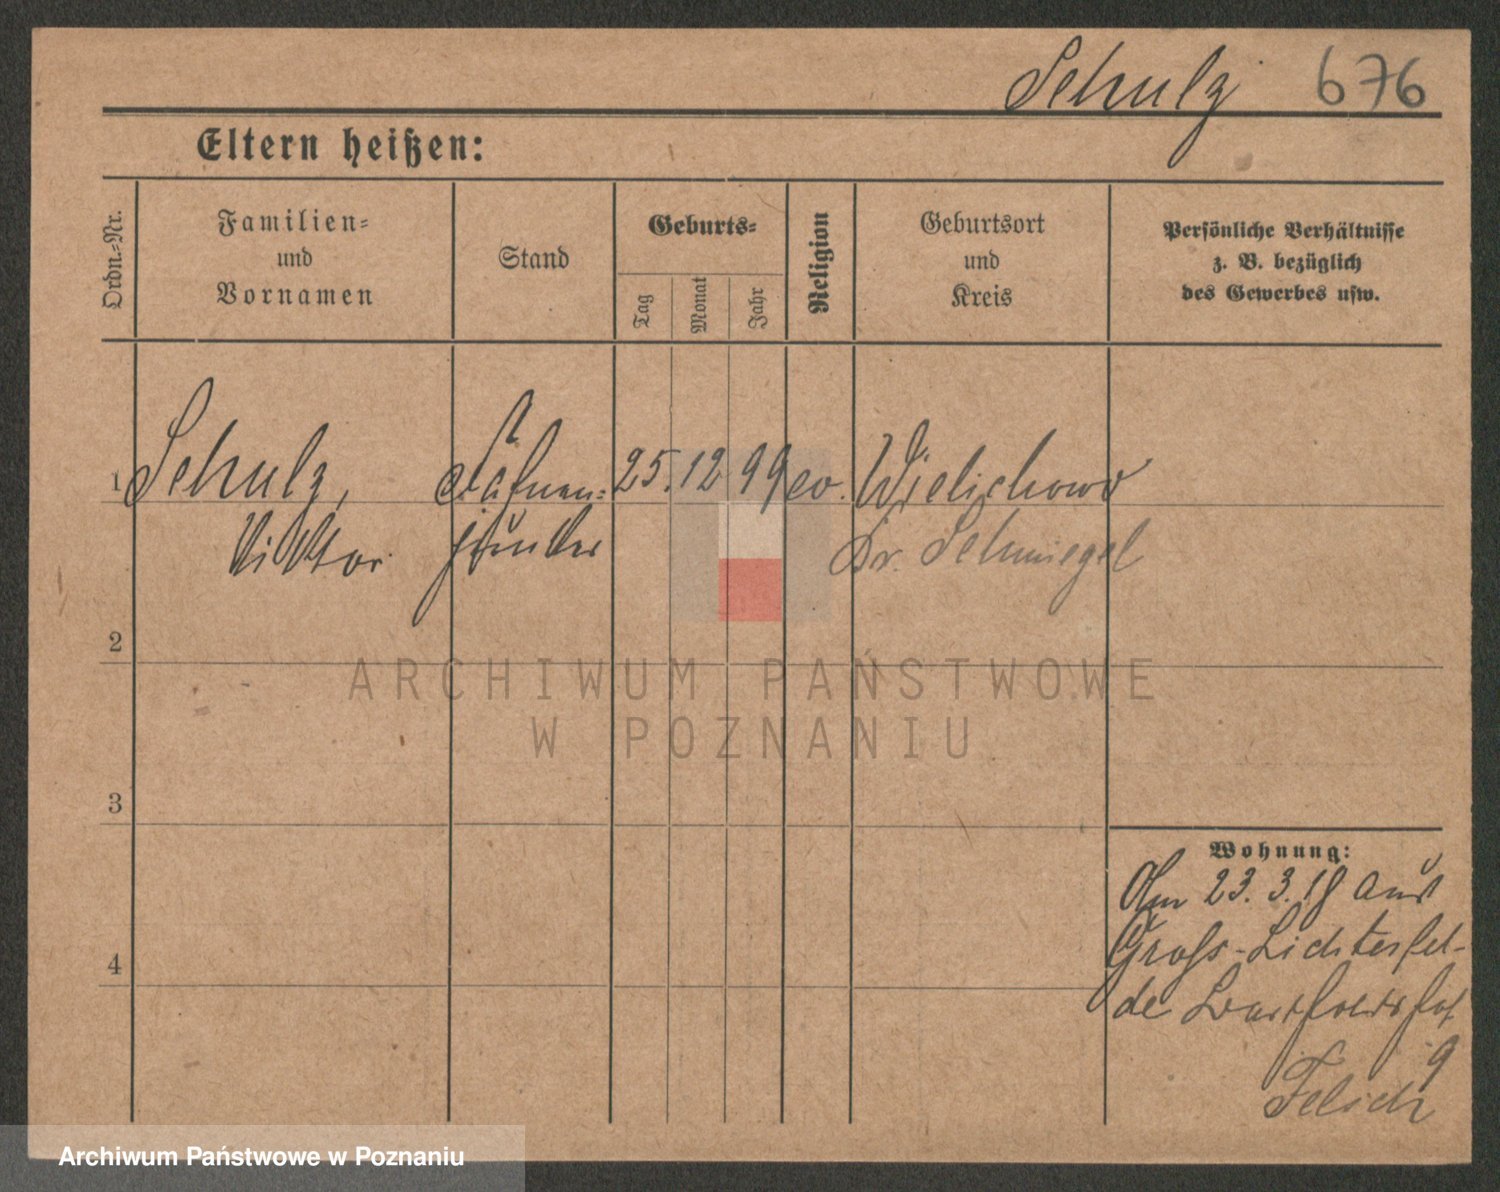 Schulz 676
Eltern heißen:
Ordn.=Nr.
Familien=
und
Vornamen
Stand
Geburts=
Tag
Monat
Jahr
Religion
Geburtsort
und
Kreis
Persönliche Verhältnisse
z. B. bezüglich
des Gewerbes usw.
1 Schulz, Fähnen= 25. 12 99 ev. Wielichowo
Viktor junker Kr. Schmiegel
2
ARCHIWUM PAŃSTWOWE
W POZNANIU
3
Wohnung:
Am 23. 3. 18 aus
4
Groß-Lichterfel-
de
9
Archiwum Państwowe w Poznaniu